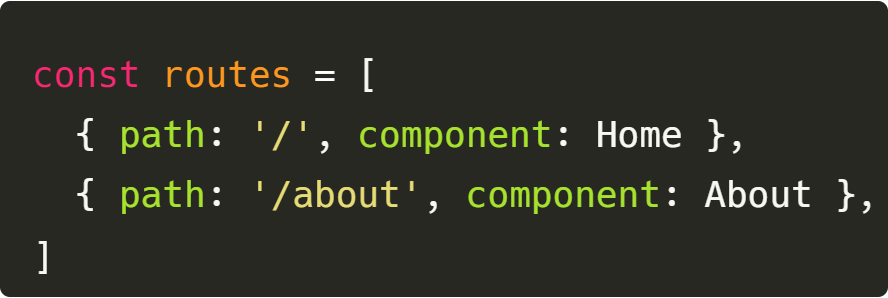 const routes = [
  { path: '/', component: Home },
  { path: '/about', component: About },
]